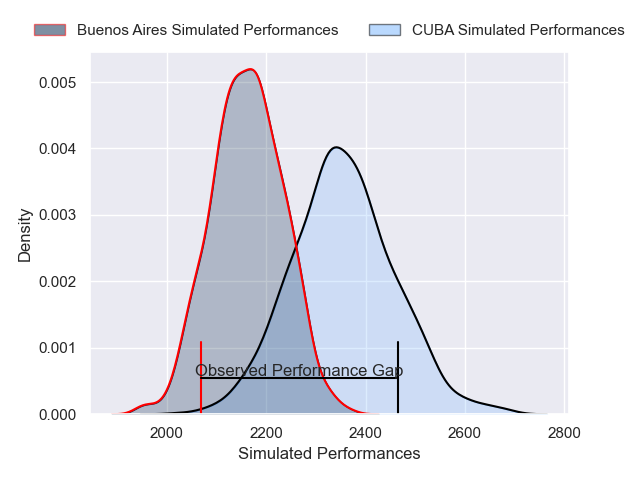 Buenos Aires Simulated Performances
CUBA Simulated Performances
0.005
0.004
0.003
0.002
0.001
0.000
Density
Observed Performance Gap
2000
2200
2400
2600
2800
Simulated Performances